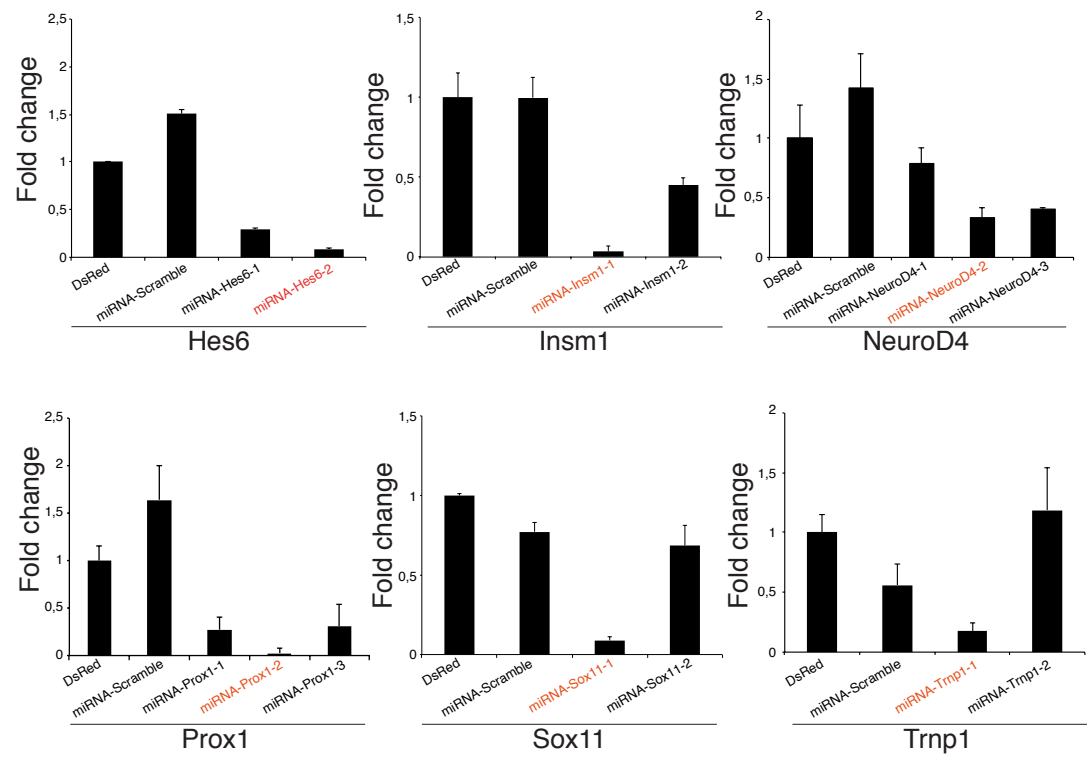 Fold change
2,5
2
1,5
1
0,5
0
DsRed
miRNA-Scramble
miRNA-Hes6-1
miRNA-Hes6-2
Hes6
Fold change
1,5
1
0,5
0
DsRed
miRNA-Scramble
miRNA-Insm1-1
miRNA-Insm1-2
Insm1
Fold change
2
1,5
1
0,5
0
DsRed
miRNA-Scramble
miRNA-NeuroD4-1
miRNA-NeuroD4-2
miRNA-NeuroD4-3
NeuroD4
Fold change
2,5
2
1,5
1
0,5
0
DsRed
miRNA-Scramble
miRNA-Prox1-1
miRNA-Prox1-2
miRNA-Prox1-3
Prox1
Fold change
1,5
1
0,5
0
DsRed
miRNA-Scramble
miRNA-Sox11-1
miRNA-Sox11-2
Sox11
Fold change
2
1,5
1
0,5
0
DsRed
miRNA-Scramble
miRNA-Trnp1-1
miRNA-Trnp1-2
Trnp1